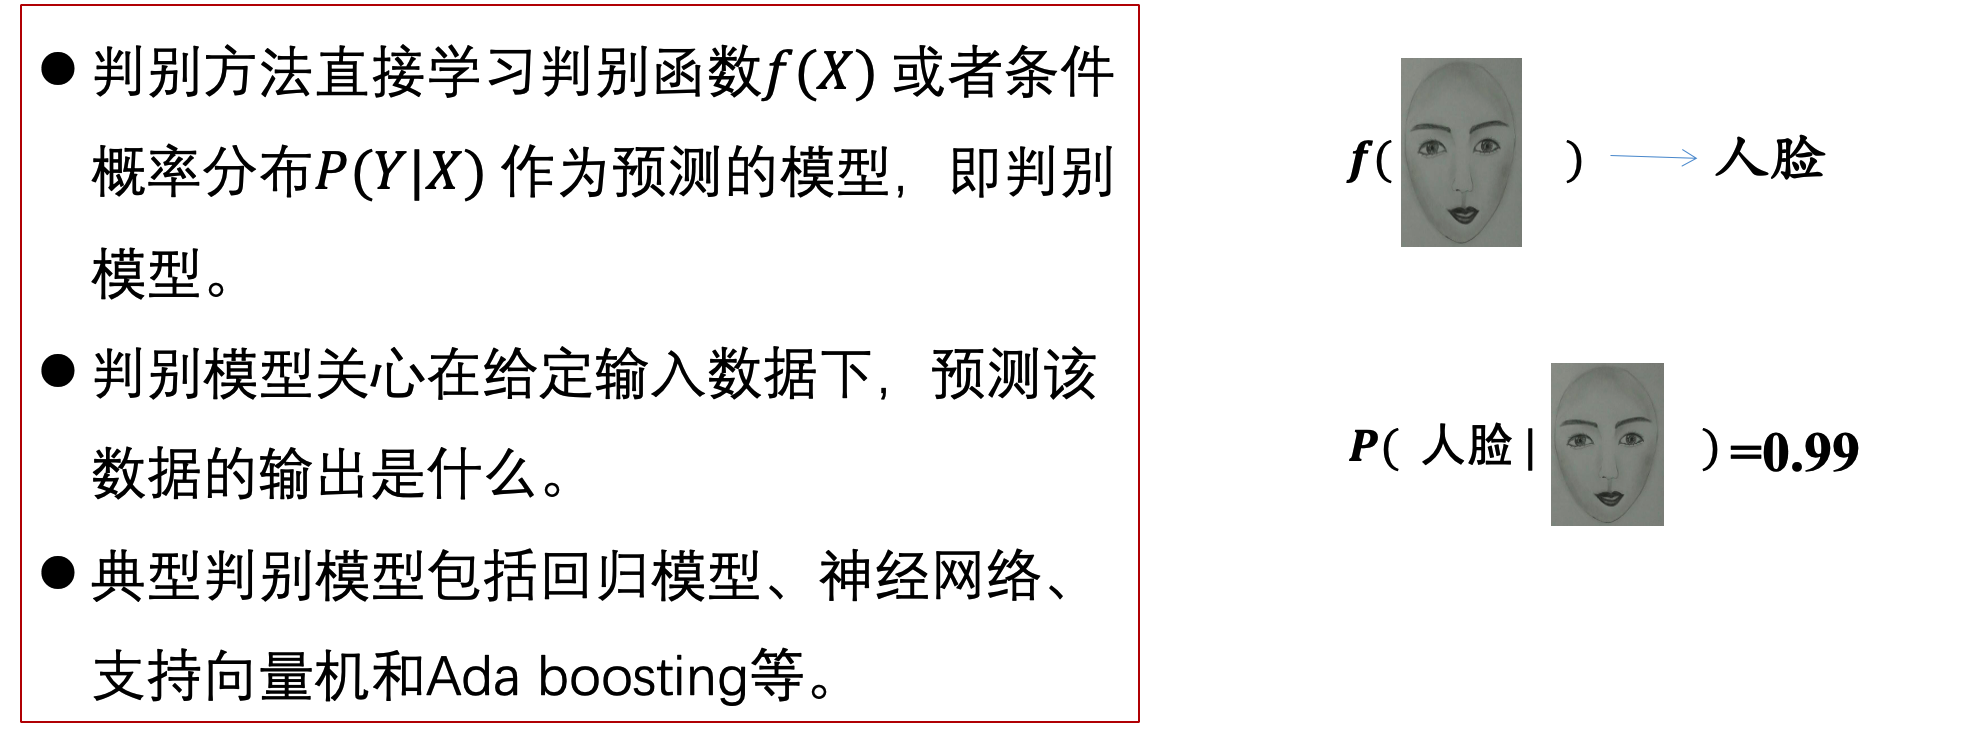 ● 判别方法直接学习判别函数f(X) 或者条件
概率分布P(Y|X) 作为预测的模型，即判别
模型。
● 判别模型关心在给定输入数据下，预测该
数据的输出是什么。
● 典型判别模型包括回归模型、神经网络、
支持向量机和Ada boosting等。
f( ) → 人脸
P( 人脸| ) =0.99